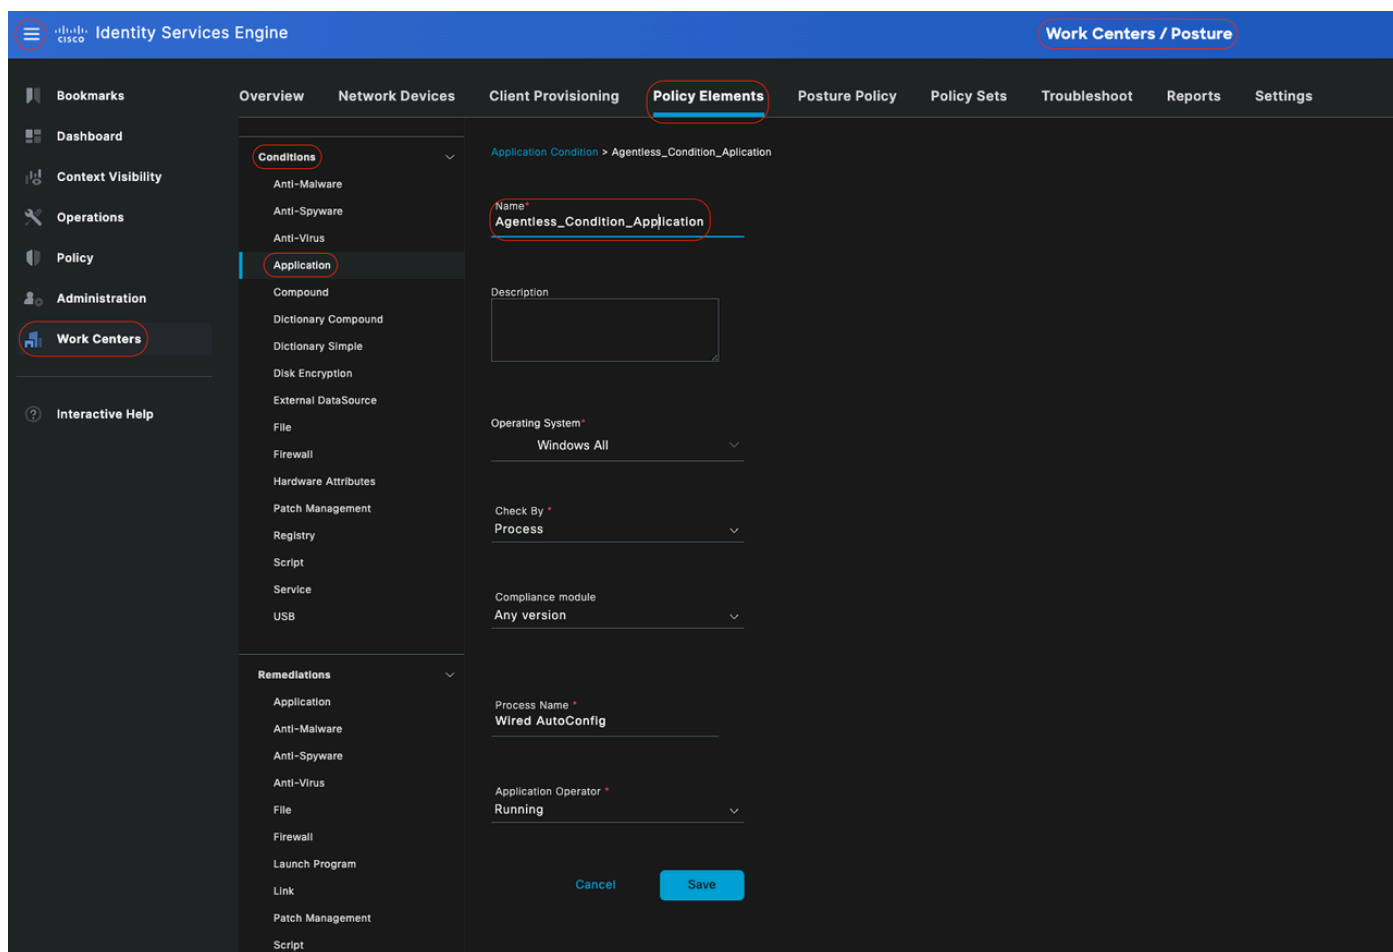 cisco Identity Services Engine
Work Centers / Posture
Bookmarks
Dashboard
Context Visibility
Operations
Policy
Administration
Work Centers
Interactive Help
Overview Network Devices Client Provisioning Policy Elements Posture Policy Policy Sets Troubleshoot Reports Settings
Conditions
Anti-Malware
Anti-Spyware
Anti-Virus
Application
Compound
Dictionary Compound
Dictionary Simple
Disk Encryption
External DataSource
File
Firewall
Hardware Attributes
Patch Management
Registry
Script
Service
USB
Remediations
Application
Anti-Malware
Anti-Spyware
Anti-Virus
File
Firewall
Launch Program
Link
Patch Management
Script
Application Condition > Agentless_Condition_Aplication
Name*
Agentless_Condition_Application
Description
Operating System*
Windows All
Check By *
Process
Compliance module
Any version
Process Name *
Wired AutoConfig
Application Operator *
Running
Cancel Save